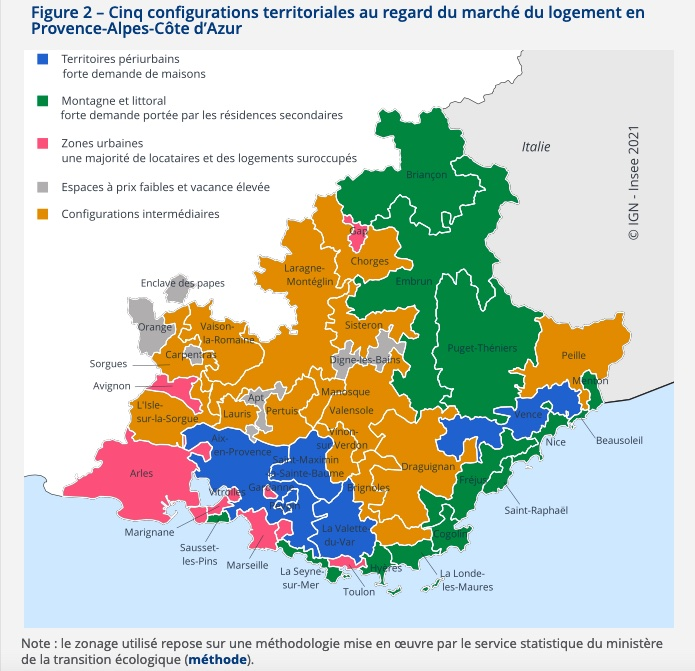 Figure 2 – Cinq configurations territoriales au regard du marché du logement en
Provence-Alpes-Côte d’Azur
Territoires périurbains
forte demande de maisons
Montagne et littoral
forte demande portée par les résidences secondaires
Zones urbaines
une majorité de locataires et des logements suroccupés
Espaces à prix faibles et vacance élevée
Configurations intermédiaires
Italie
© IGN - Insee 2021
Briançon
Gap
Chorges
Laragne-
Montéglin
Embrun
Enclave des papes
Orange
Vaison-
la-Romaine
Sisteron
Carpentras
Digne-les-Bains
Puget-Théniers
Peille
Sorgues
Avignon
Menton
Manosque
Apt
L'Isle-
sur-la-Sorgue
Lauris
Pertuis
Valensole
Vence
Aix-
en-Provence
Vinon-
sur-Verdon
Nice
Beausoleil
Saint-Maximin
la-Sainte-Baume
Draguignan
Arles
Vitrolles
Gardanne
Brignoles
Fréjus
Saint-Raphaël
Marignane
La Valette
du-Var
Cogolin
Sausset-
les-Pins
Marseille
La Seyne-
sur-Mer
Toulon
Hyères
La Londe-
les-Maures
Note : le zonage utilisé repose sur une méthodologie mise en œuvre par le service statistique du ministère
de la transition écologique (méthode).